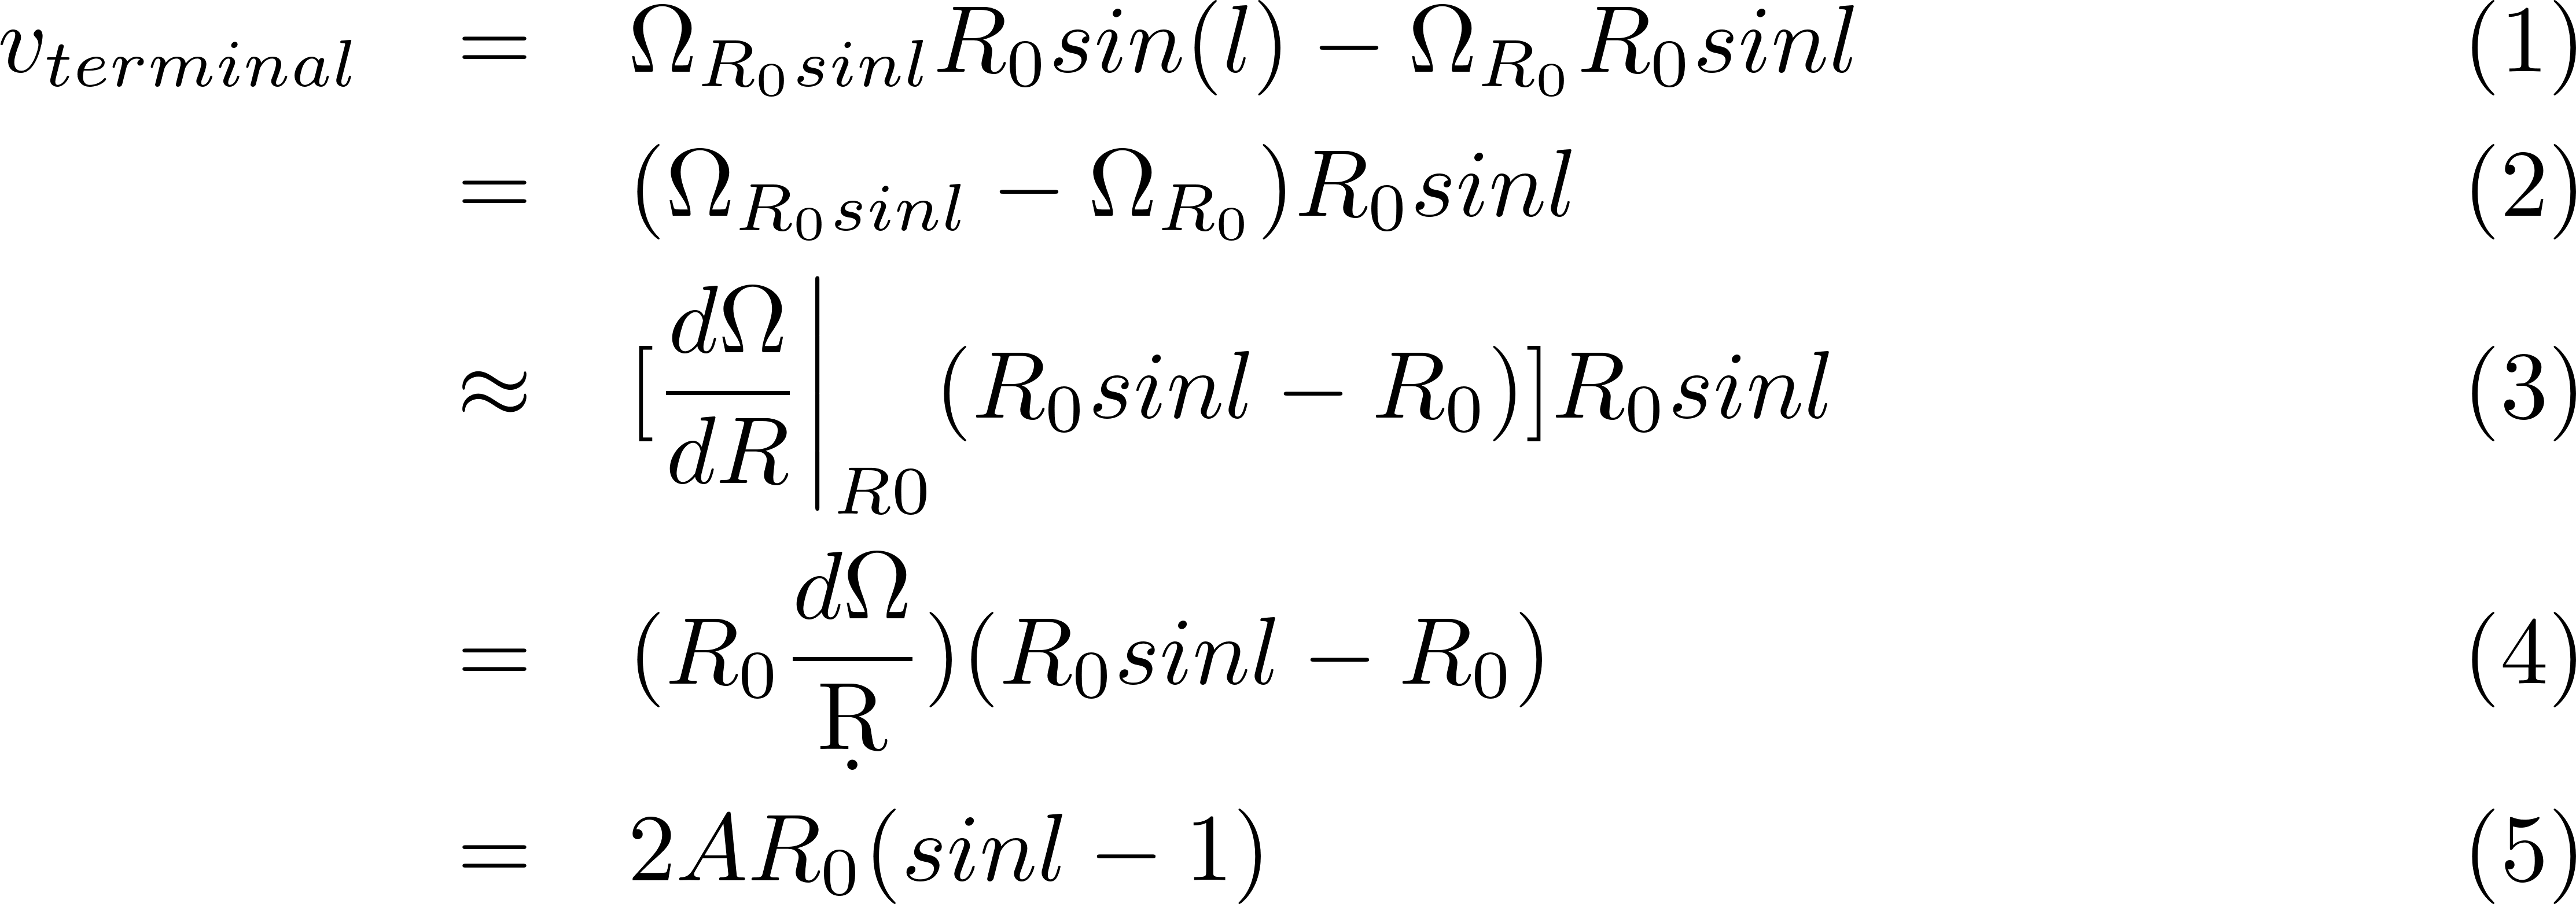 v_{terminal} = Ω_{R_0 sinl} R_0 sin(l) − Ω_{R_0} R_0 sinl (1)
= (Ω_{R_0 sinl} − Ω_{R_0}) R_0 sinl (2)
≈ [\frac{dΩ}{dR}|_{R0} (R_0 sinl − R_0)] R_0 sinl (3)
= (R_0 \frac{dΩ}{Ṛ})(R_0 sinl − R_0) (4)
= 2AR_0(sinl − 1) (5)